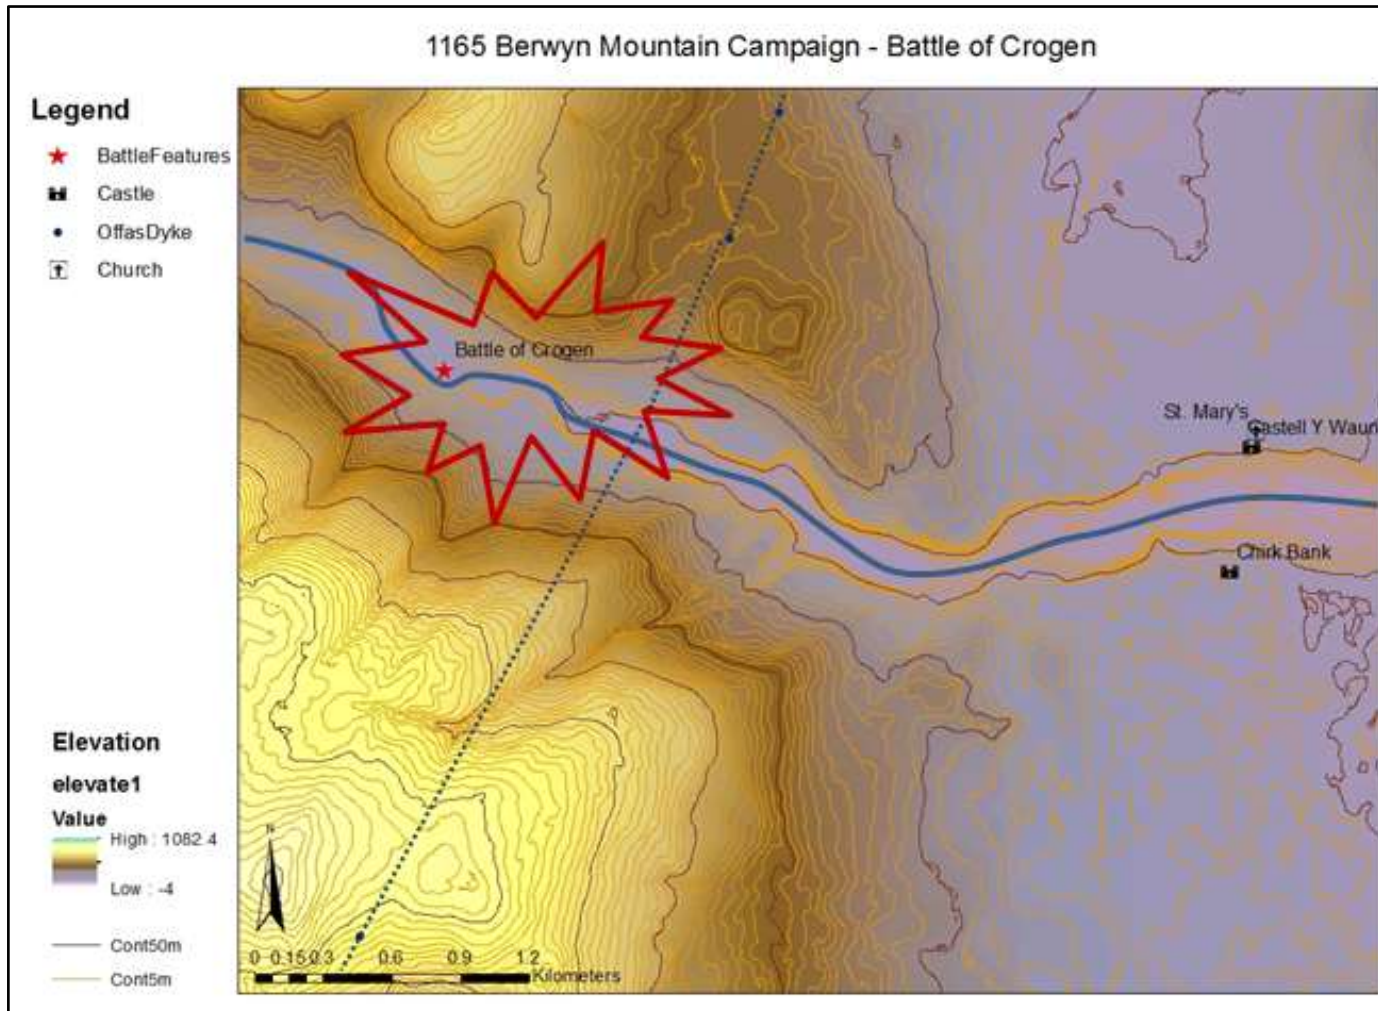 1165 Berwyn Mountain Campaign - Battle of Crogen
Legend
BattleFeatures
Castle
OffasDyke
Church
Battle of Crogen
St. Mary's
Castell Y Waun
Chirk Bank
Elevation
elevate1
Value
High : 1082.4
Low : -4
Cont50m
Cont5m
N
0 0.150.3 0.6 0.9 1.2
Kilometers